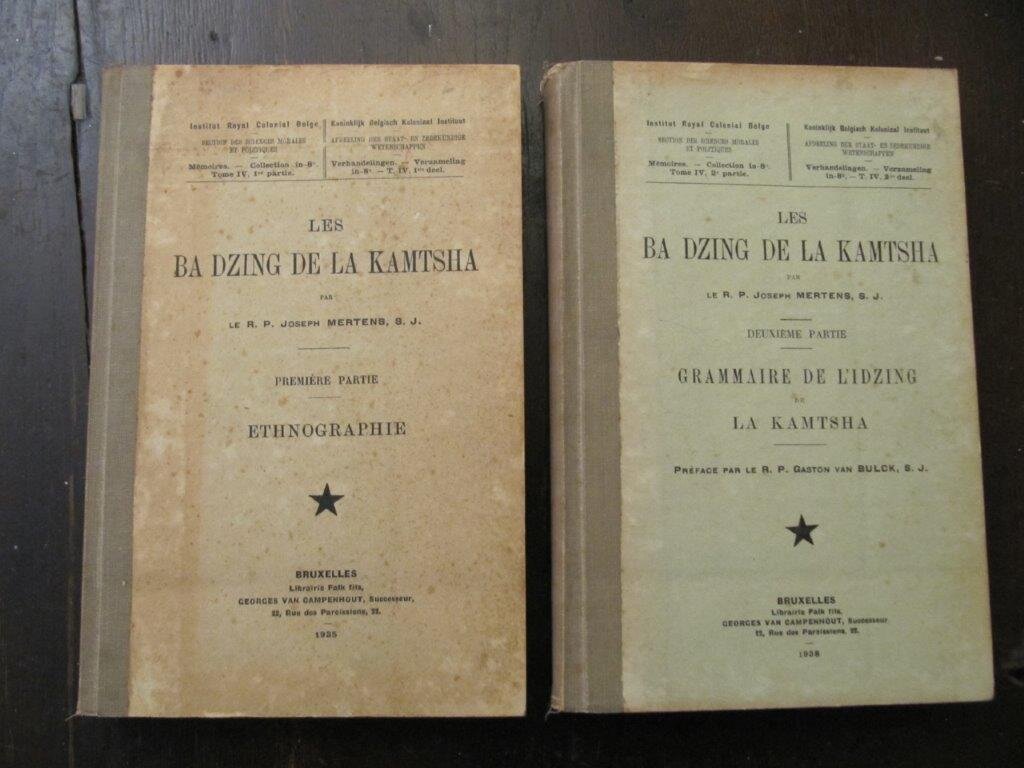 Institut Royal Colonial Belge
SECTION DES SCIENCES MORALES
ET POLITIQUES
Mémoires. — Collection in-8°.
Tome IV, 1re partie.
Koninklijk Belgisch Koloniaal Instituut
AFDEELING DER STAAT- EN ZEDEKUNDIGE
WETENSCHAPPEN
Verhandelingen. — Verzameling
in-8°. — T. IV, 1ste deel.
LES
BA DZING DE LA KAMTSHA
PAR
LE R. P. JOSEPH MERTENS, S. J.
PREMIÈRE PARTIE
ETHNOGRAPHIE
BRUXELLES
Librairie Falk fils,
GEORGES VAN CAMPENHOUT, Successeur,
22, Rue des Paroissiens, 22.
1935
Institut Royal Colonial Belge
SECTION DES SCIENCES MORALES
ET POLITIQUES
Mémoires. — Collection in-8°.
Tome IV, 2e partie.
Koninklijk Belgisch Koloniaal Instituut
AFDEELING DER STAAT- EN ZEDEKUNDIGE
WETENSCHAPPEN
Verhandelingen. — Verzameling
in-8°. — T. IV, 2de deel.
LES
BA DZING DE LA KAMTSHA
PAR
LE R. P. JOSEPH MERTENS, S. J.
DEUXIÈME PARTIE
GRAMMAIRE DE L'IDZING
DE
LA KAMTSHA
PRÉFACE PAR LE R. P. GASTON VAN BULCK, S. J.
BRUXELLES
Librairie Falk fils,
GEORGES VAN CAMPENHOUT, Successeur
22, Rue des Paroissiens, 22.
1938